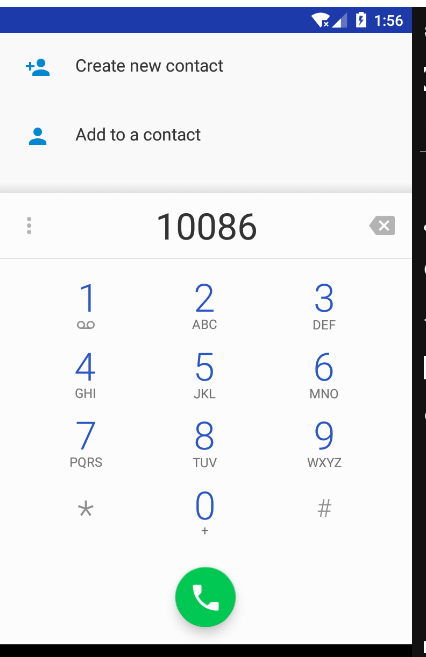 1:56
Create new contact
Add to a contact
10086
1 2 3
ABC DEF
4 5 6
GHI JKL MNO
7 8 9
PQRS TUV WXYZ
* 0 #
+